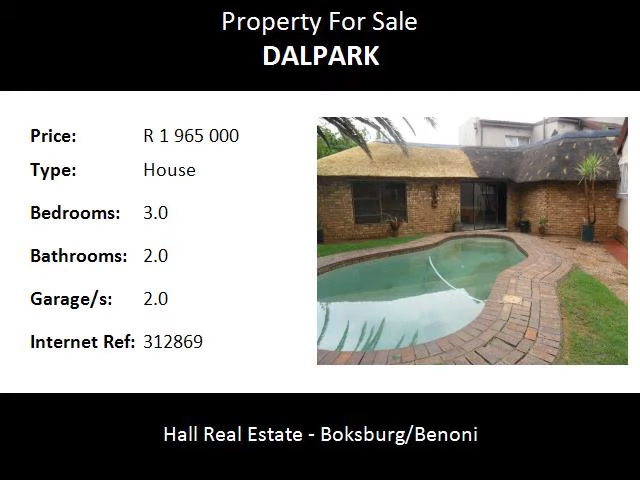 Property For Sale
DALPARK
Price: R 1 965 000
Type: House
Bedrooms: 3.0
Bathrooms: 2.0
Garage/s: 2.0
Internet Ref: 312869
Hall Real Estate - Boksburg/Benoni